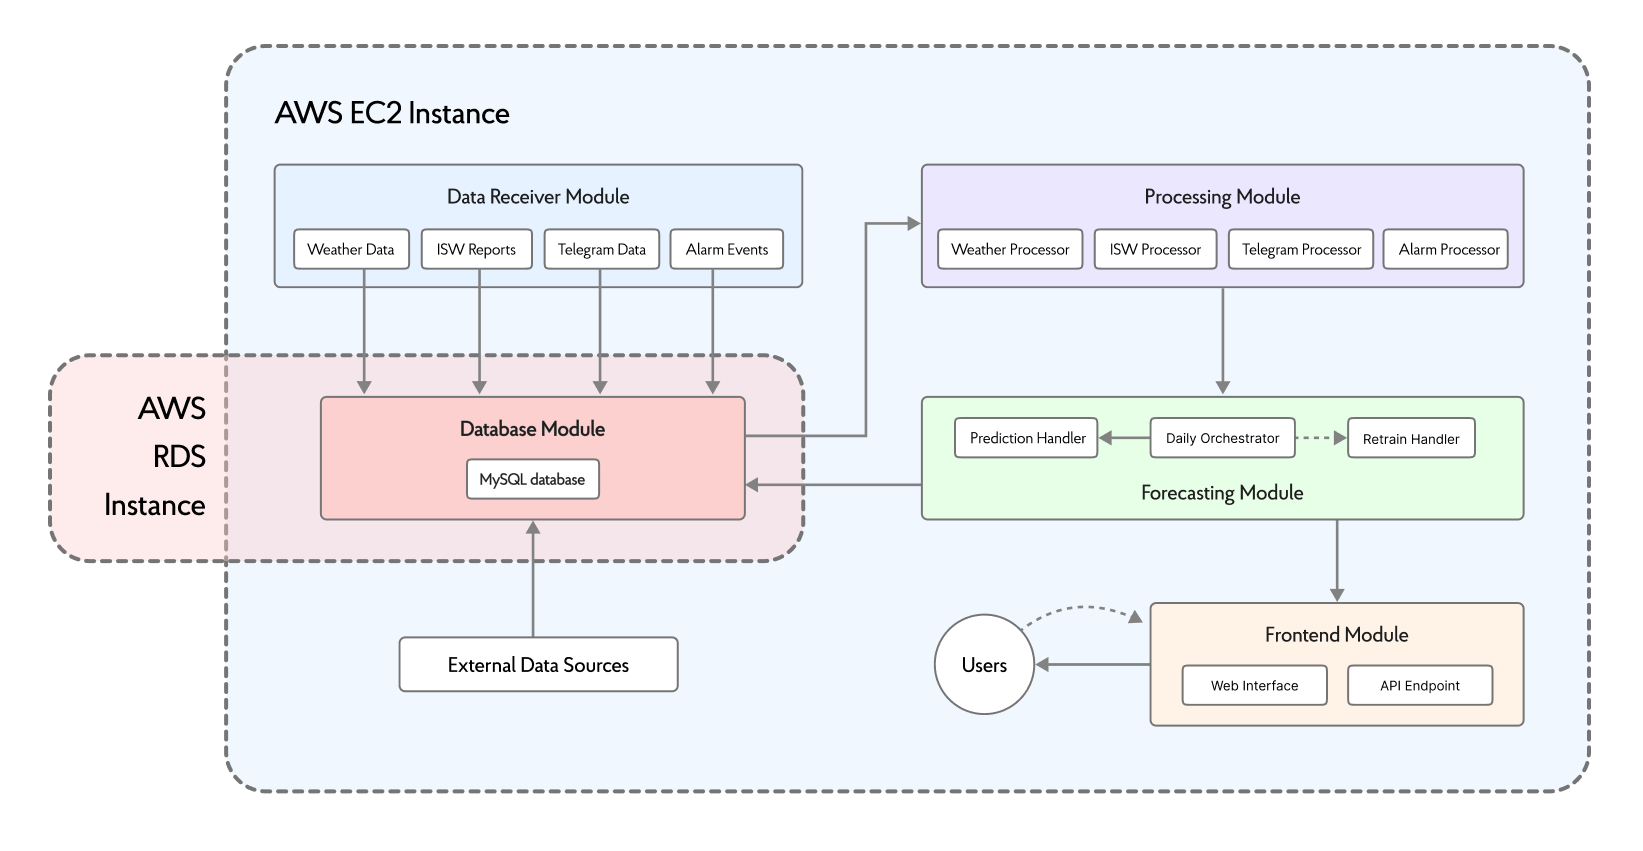 AWS EC2 Instance
Data Receiver Module
Weather Data
ISW Reports
Telegram Data
Alarm Events
Processing Module
Weather Processor
ISW Processor
Telegram Processor
Alarm Processor
AWS
RDS
Instance
Database Module
MySQL database
Prediction Handler
Daily Orchestrator
Retrain Handler
Forecasting Module
External Data Sources
Users
Frontend Module
Web Interface
API Endpoint